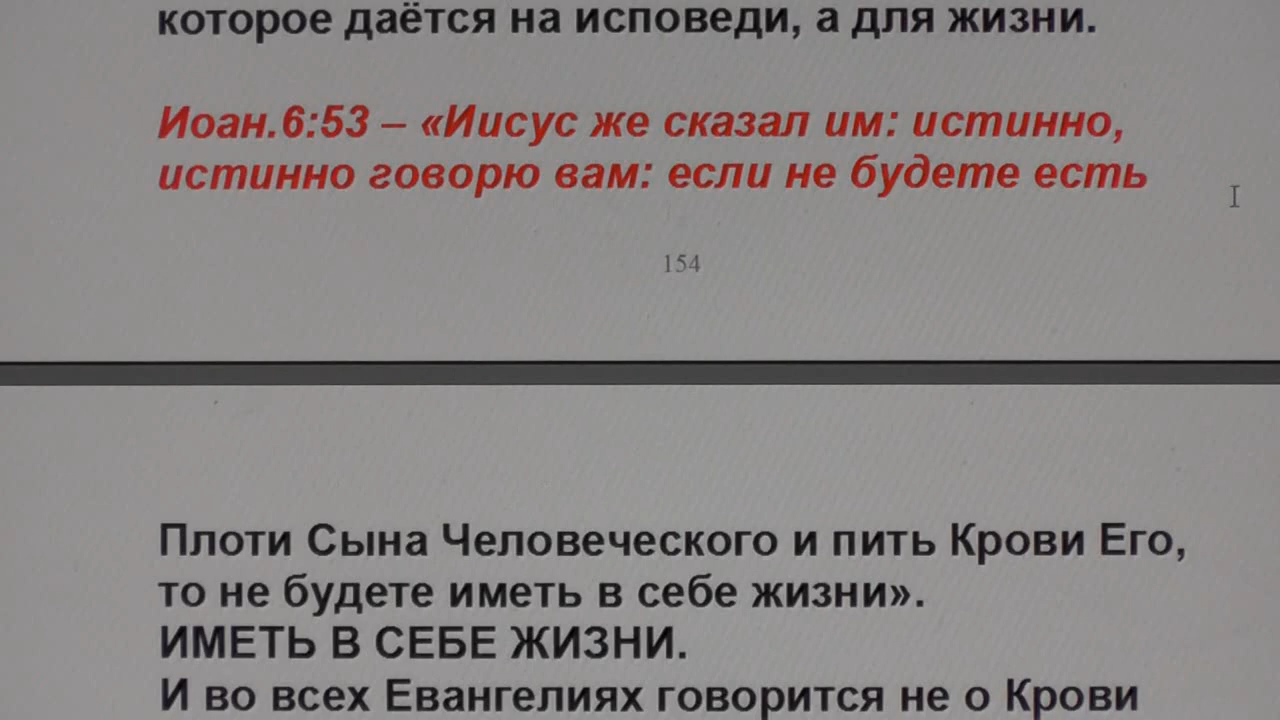 которое даётся на исповеди, а для жизни.
Иоан.6:53 – «Иисус же сказал им: истинно,
истинно говорю вам: если не будете есть
154
Плоти Сына Человеческого и пить Крови Его,
то не будете иметь в себе жизни».
ИМЕТЬ В СЕБЕ ЖИЗНИ.
И во всех Евангелиях говорится не о Крови